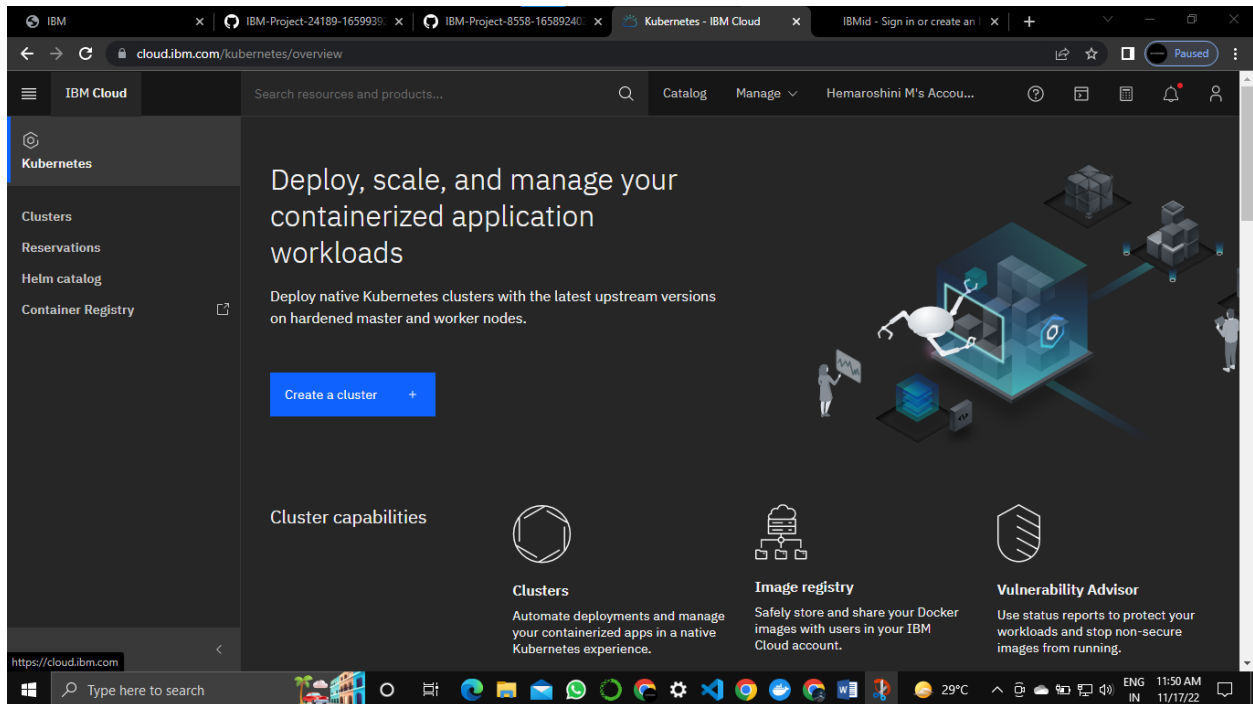 IBM
IBM-Project-24189-1659939
IBM-Project-8558-16589240
Kubernetes - IBM Cloud
IBMid - Sign in or create an
cloud.ibm.com/kubernetes/overview
Paused
IBM Cloud
Search resources and products...
Catalog
Manage
Hemaroshini M's Accou...
Kubernetes
Clusters
Reservations
Helm catalog
Container Registry
Deploy, scale, and manage your
containerized application
workloads
Deploy native Kubernetes clusters with the latest upstream versions
on hardened master and worker nodes.
Create a cluster +
Cluster capabilities
Clusters
Automate deployments and manage
your containerized apps in a native
Kubernetes experience.
Image registry
Safely store and share your Docker
images with users in your IBM
Cloud account.
Vulnerability Advisor
Use status reports to protect your
workloads and stop non-secure
images from running.
https://cloud.ibm.com
Type here to search
29°C
ENG
IN
11:50 AM
11/17/22